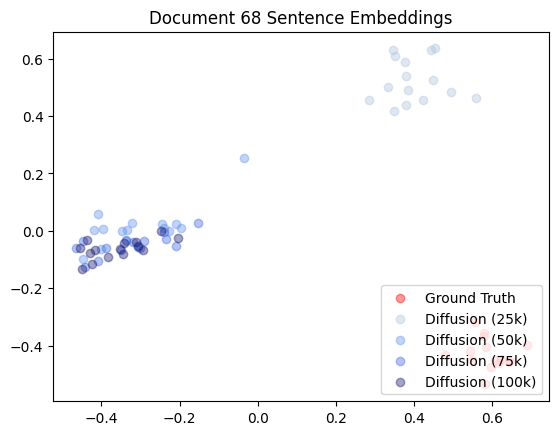 Document 68 Sentence Embeddings
0.6
0.4
0.2
0.0
−0.2
−0.4
−0.4
−0.2
0.0
0.2
0.4
0.6
Ground Truth
Diffusion (25k)
Diffusion (50k)
Diffusion (75k)
Diffusion (100k)